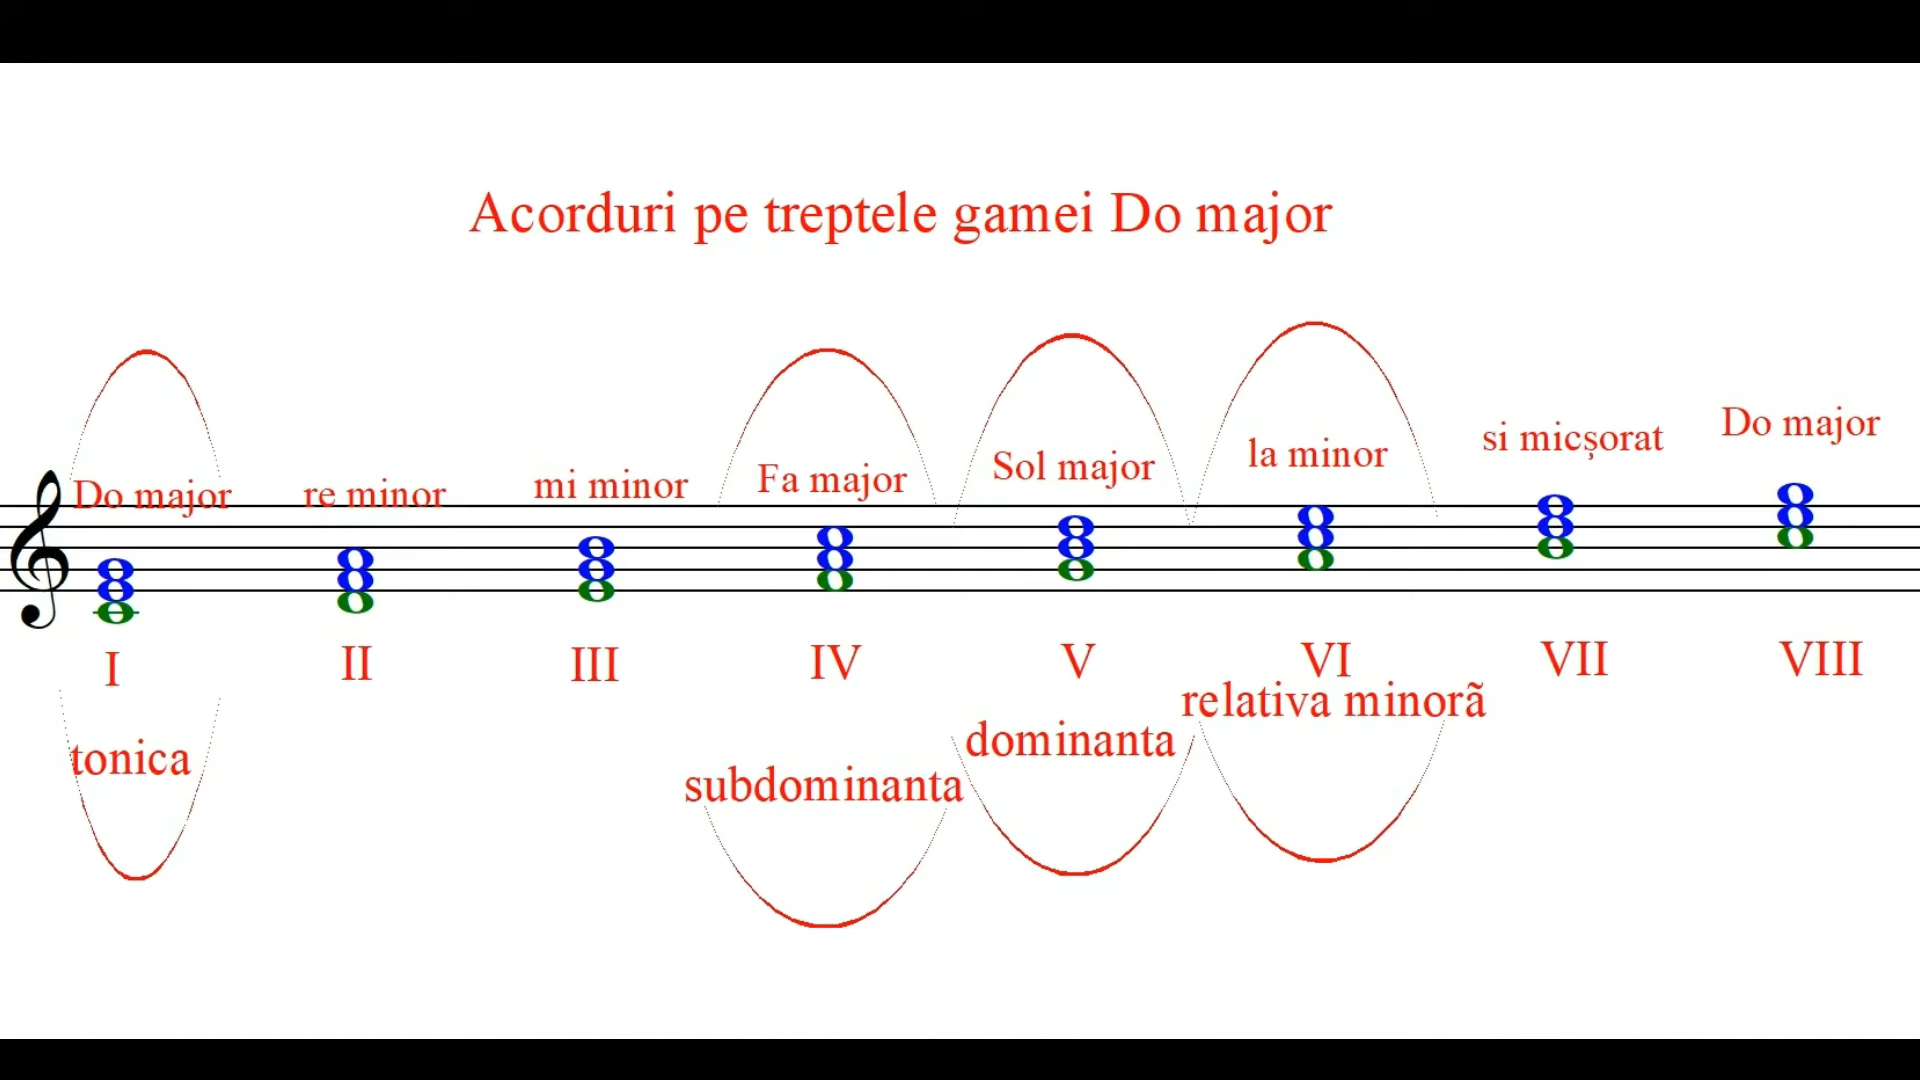 Acorduri pe treptele gamei Do major
Do major re minor mi minor Fa major Sol major la minor si micșorat Do major
I II III IV V VI VII VIII
tonica subdominanta dominanta relativa minorã